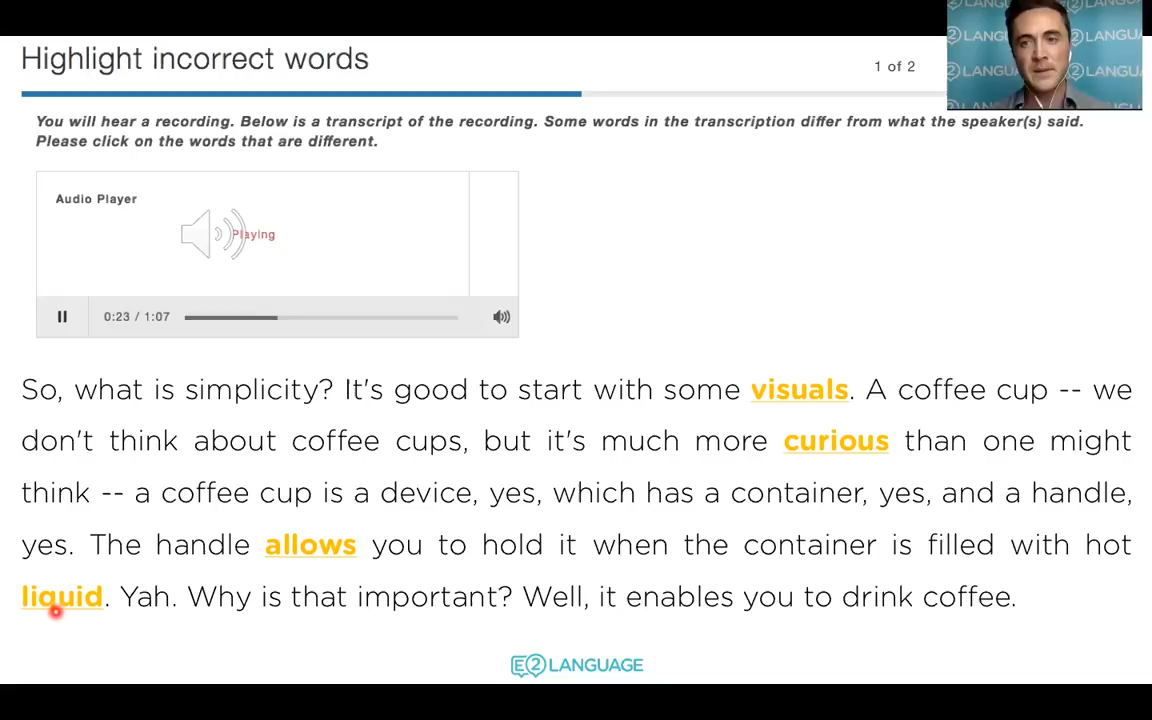 Highlight incorrect words
1 of 2
You will hear a recording. Below is a transcript of the recording. Some words in the transcription differ from what the speaker(s) said.
Please click on the words that are different.
Audio Player
Playing
0:23 / 1:07
So, what is simplicity? It's good to start with some visuals. A coffee cup -- we
don't think about coffee cups, but it's much more curious than one might
think -- a coffee cup is a device, yes, which has a container, yes, and a handle,
yes. The handle allows you to hold it when the container is filled with hot
liquid. Yah. Why is that important? Well, it enables you to drink coffee.
E2LANGUAGE